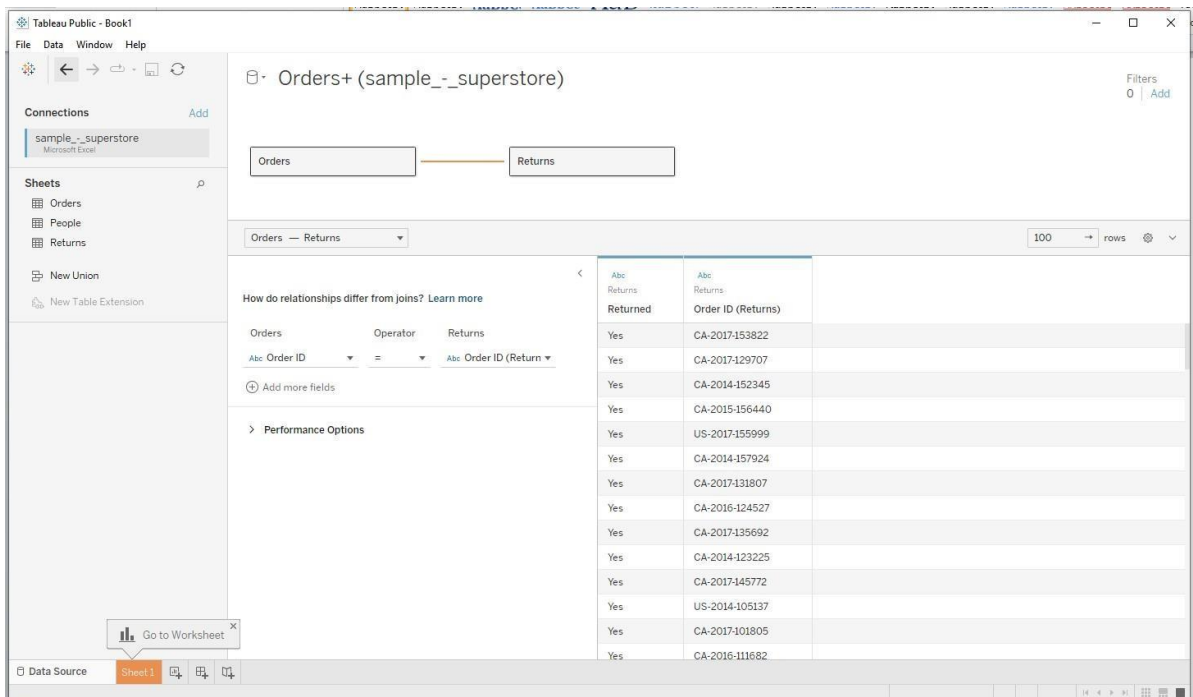 Tableau Public - Book1
File Data Window Help
Connections Add
sample_-_superstore
Microsoft Excel
Sheets
Orders
People
Returns
New Union
New Table Extension
Orders+ (sample_-_superstore)
Filters
0 Add
Orders Returns
Orders — Returns
100 → rows
How do relationships differ from joins? Learn more
Orders Operator Returns
Abc Order ID = Abc Order ID (Return
Add more fields
Performance Options
Abc Abc
Returns Returns
Returned Order ID (Returns)
Yes CA-2017-153822
Yes CA-2017-129707
Yes CA-2014-152345
Yes CA-2015-156440
Yes US-2017-155999
Yes CA-2014-157924
Yes CA-2017-131807
Yes CA-2016-124527
Yes CA-2017-135692
Yes CA-2014-123225
Yes CA-2017-145772
Yes US-2014-105137
Yes CA-2017-101805
Yes CA-2016-111682
Go to Worksheet
Data Source Sheet 1